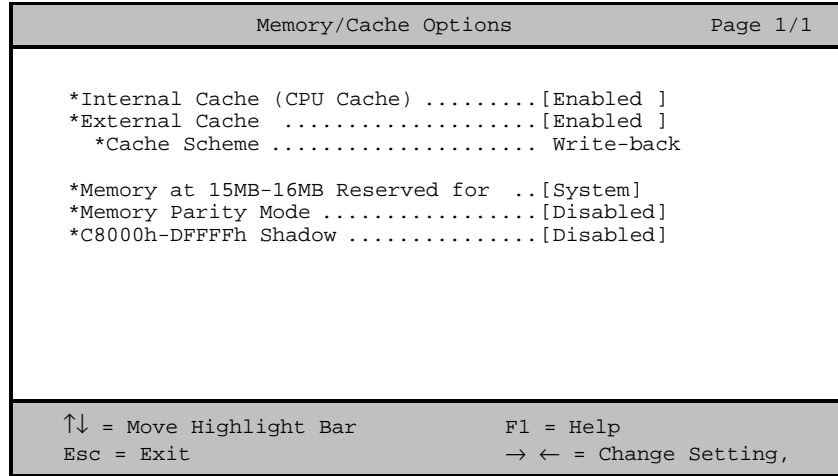 Memory/Cache Options Page 1/1
*Internal Cache (CPU Cache) .........[Enabled ]
*External Cache ....................[Enabled ]
*Cache Scheme ..................... Write-back
*Memory at 15MB-16MB Reserved for ..[System]
*Memory Parity Mode .................[Disabled]
*C8000h-DFFFFh Shadow ...............[Disabled]
↑↓ = Move Highlight Bar F1 = Help
Esc = Exit → ← = Change Setting,